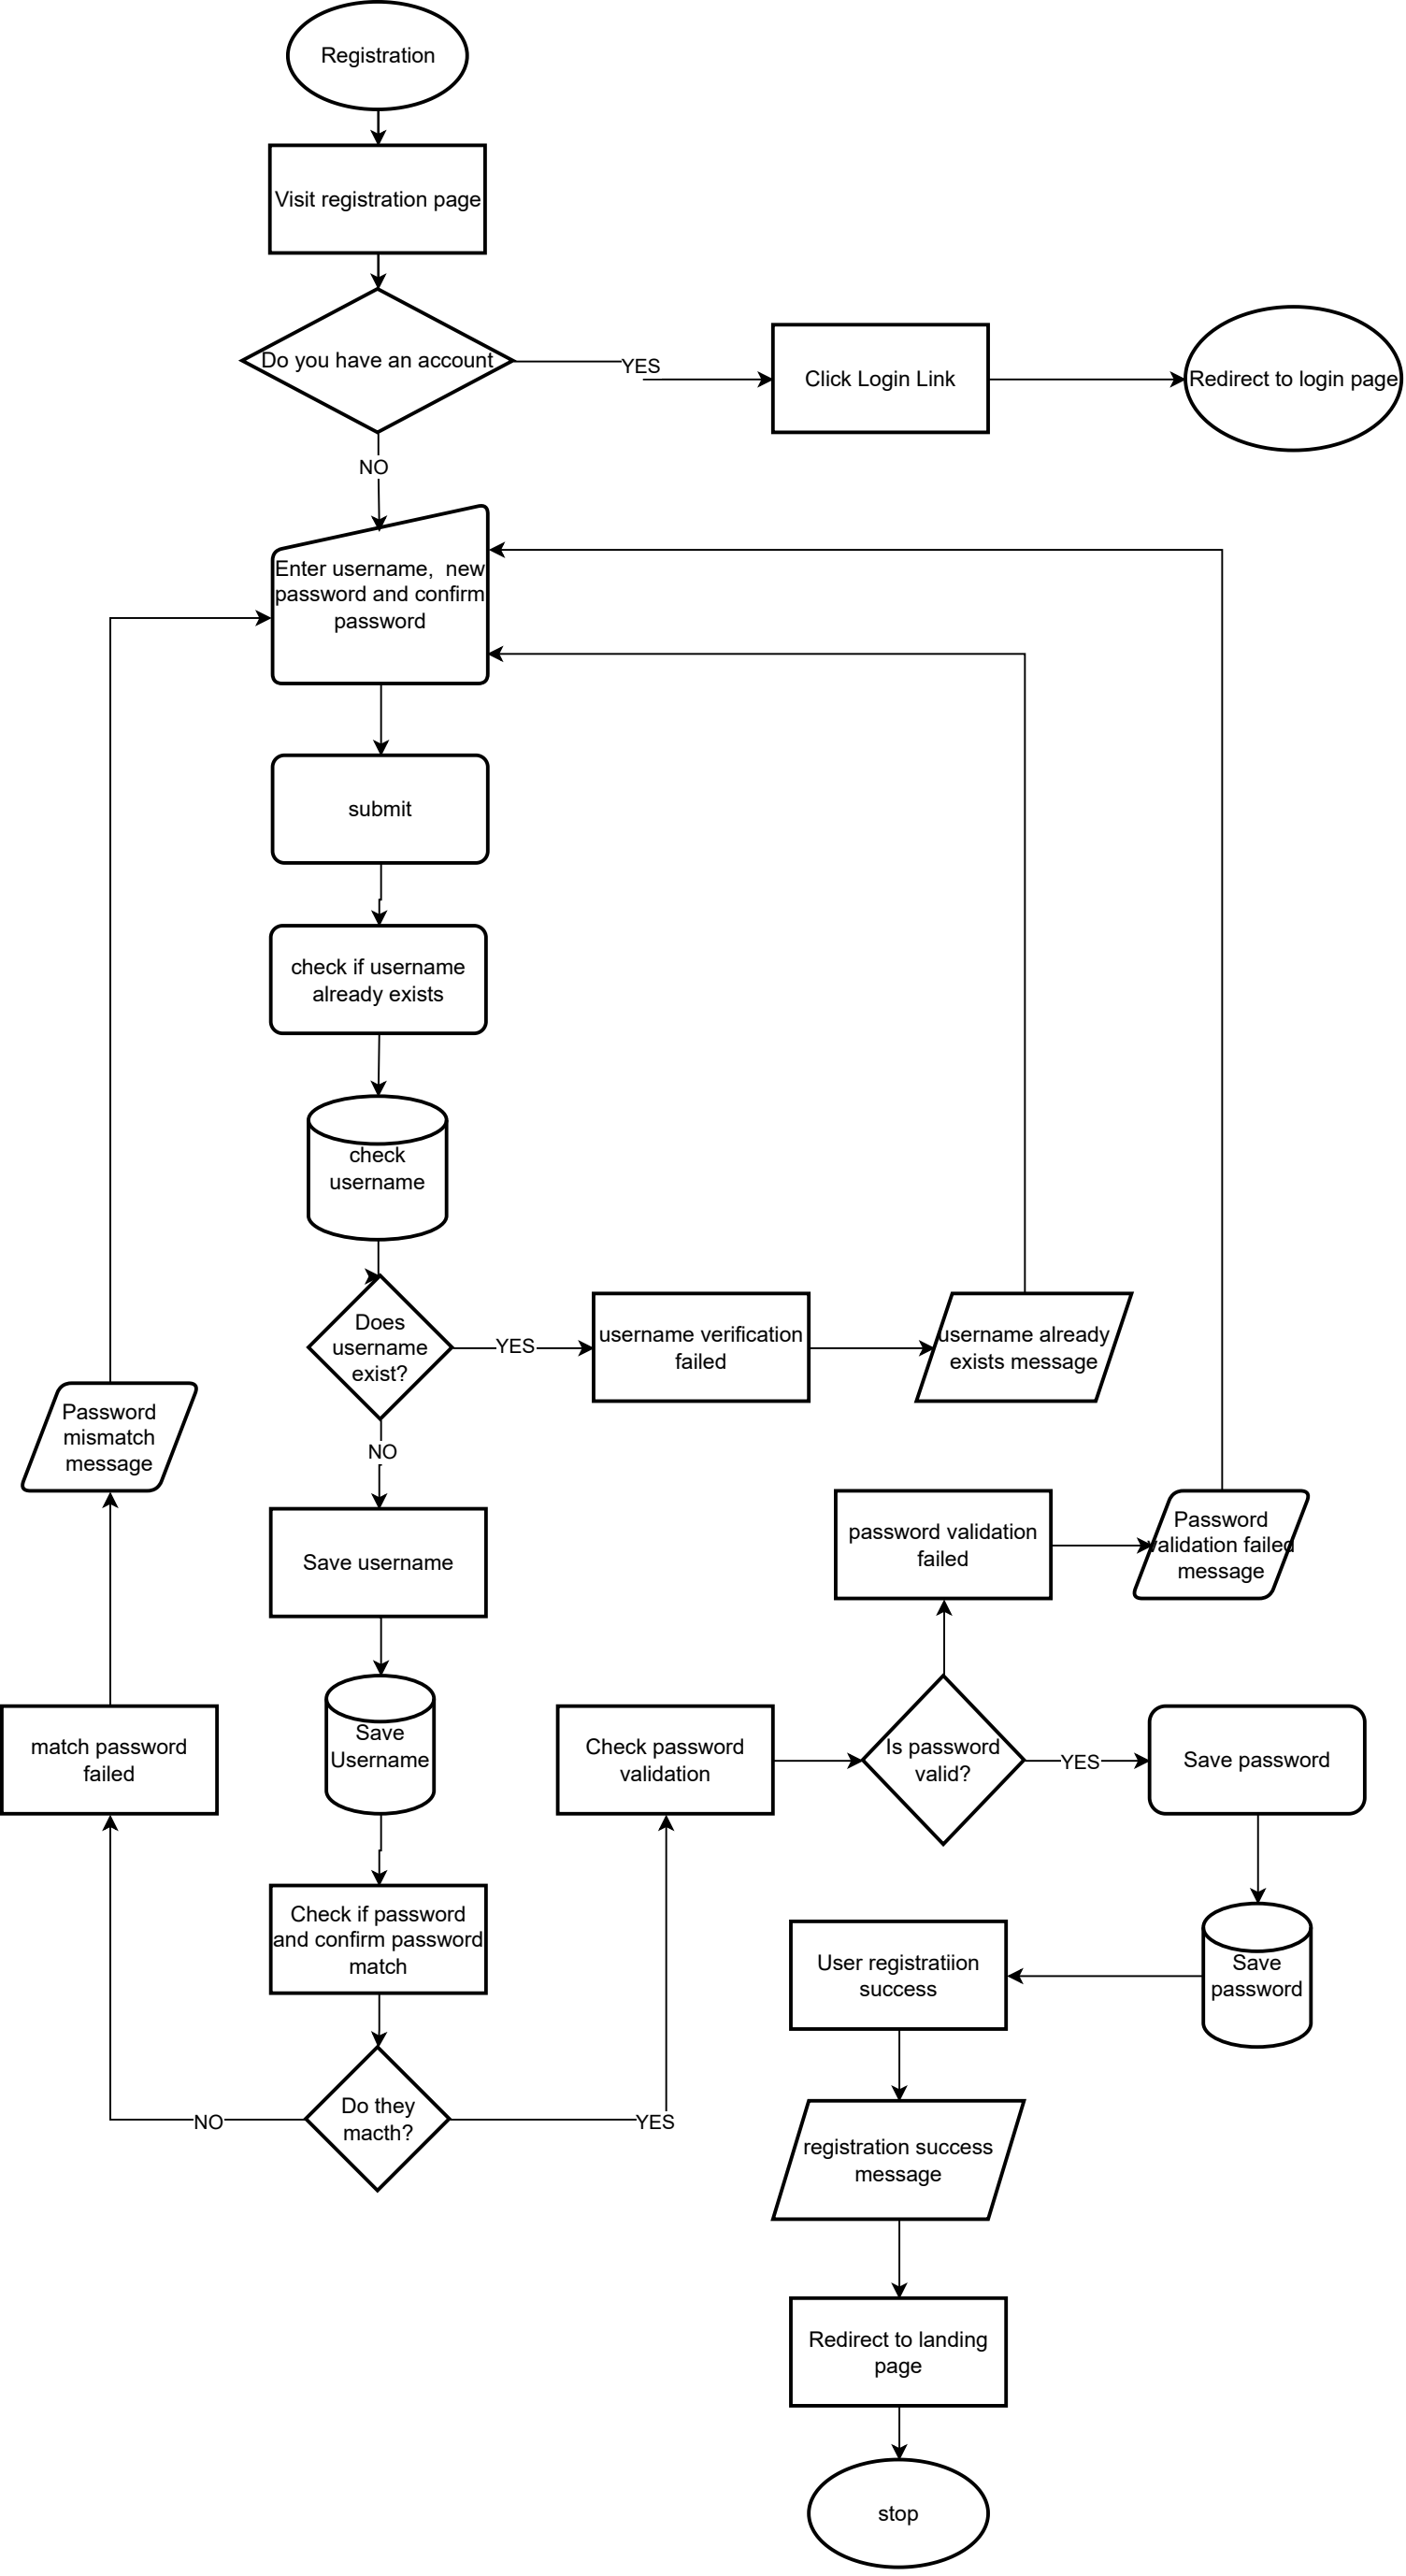 Registration
Visit registration page
Do you have an account
YES
Click Login Link
Redirect to login page
NO
Enter username,  new
password and confirm
password
submit
check if username
already exists
check
username
Does
username
exist?
YES
username verification
failed
username already
exists message
NO
Password
mismatch
message
Save username
password validation
failed
Password
validation failed
message
match password
failed
Save
Username
Check password
validation
Is password
valid?
YES
Save password
Check if password
and confirm password
match
User registratiion
success
Save
password
Do they
macth?
NO
YES
registration success
message
Redirect to landing
page
stop